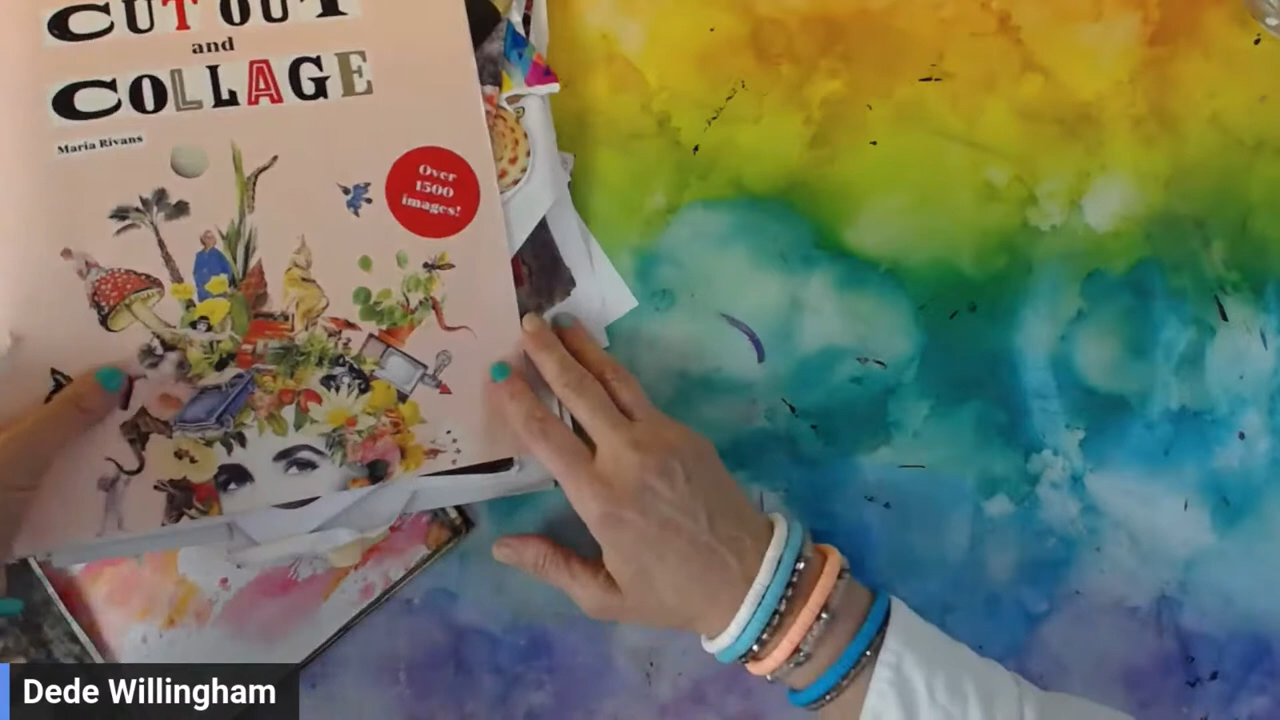 CUT OUT
and
COLLAGE
Maria Rivans
Over
1500
images!
Dede Willingham